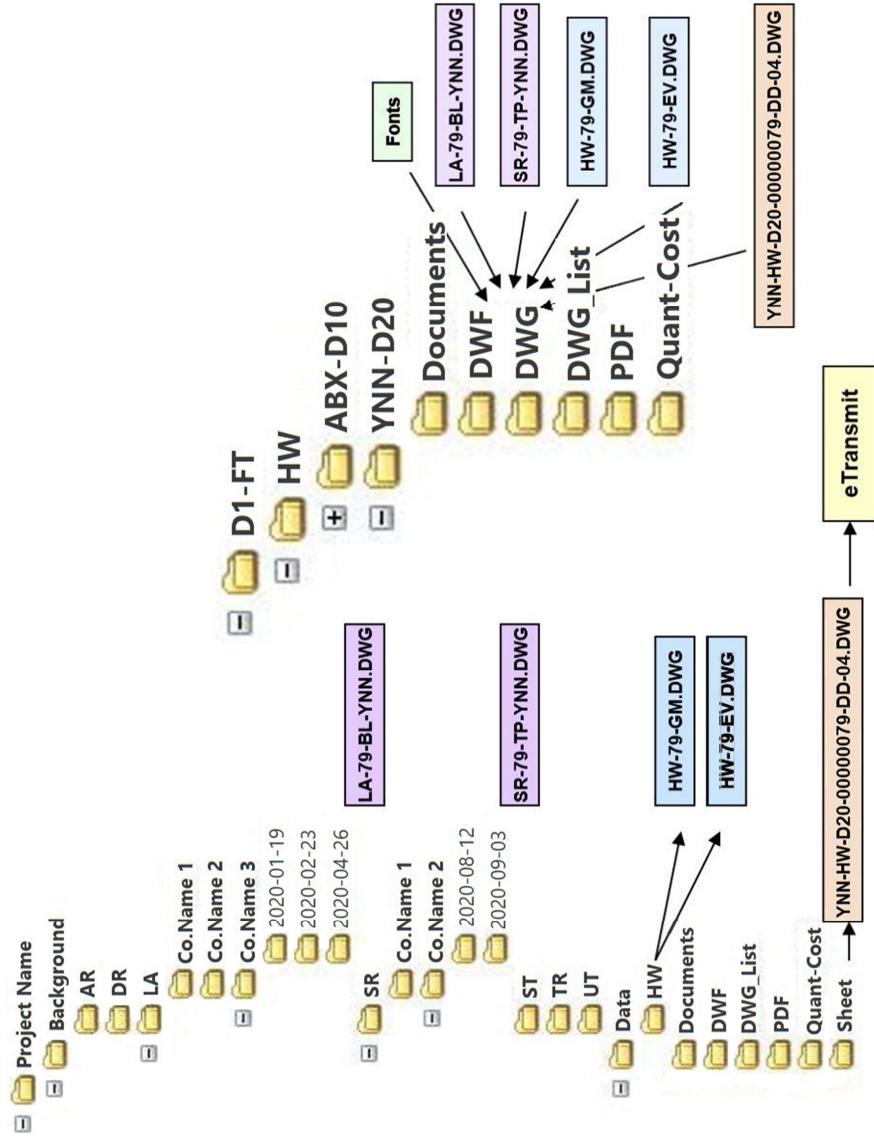 Project Name
Background
AR
DR
LA
Co.Name 1
Co.Name 2
Co.Name 3
2020-01-19
2020-02-23
2020-04-26
LA-79-BL-YNN.DWG
SR
Co.Name 1
Co.Name 2
2020-08-12
2020-09-03
SR-79-TP-YNN.DWG
ST
TR
UT
Data
HW
HW-79-GM.DWG
HW-79-EV.DWG
Documents
DWF
DWG_List
PDF
Quant-Cost
Sheet
YNN-HW-D20-00000079-DD-04.DWG
eTransmit
D1-FT
HW
ABX-D10
YNN-D20
Documents
DWF
DWG
DWG_List
PDF
Quant-Cost
Fonts
LA-79-BL-YNN.DWG
SR-79-TP-YNN.DWG
HW-79-GM.DWG
HW-79-EV.DWG
YNN-HW-D20-00000079-DD-04.DWG